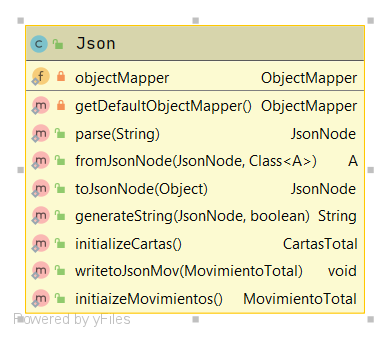 C Json
f objectMapper ObjectMapper
m getDefaultObjectMapper() ObjectMapper
m parse(String) JsonNode
m fromJsonNode(JsonNode, Class<A>) A
m toJsonNode(Object) JsonNode
m generateString(JsonNode, boolean) String
m initializeCartas() CartasTotal
m writetoJsonMov(MovimientoTotal) void
m initiaizeMovimientos() MovimientoTotal
Powered by yFiles